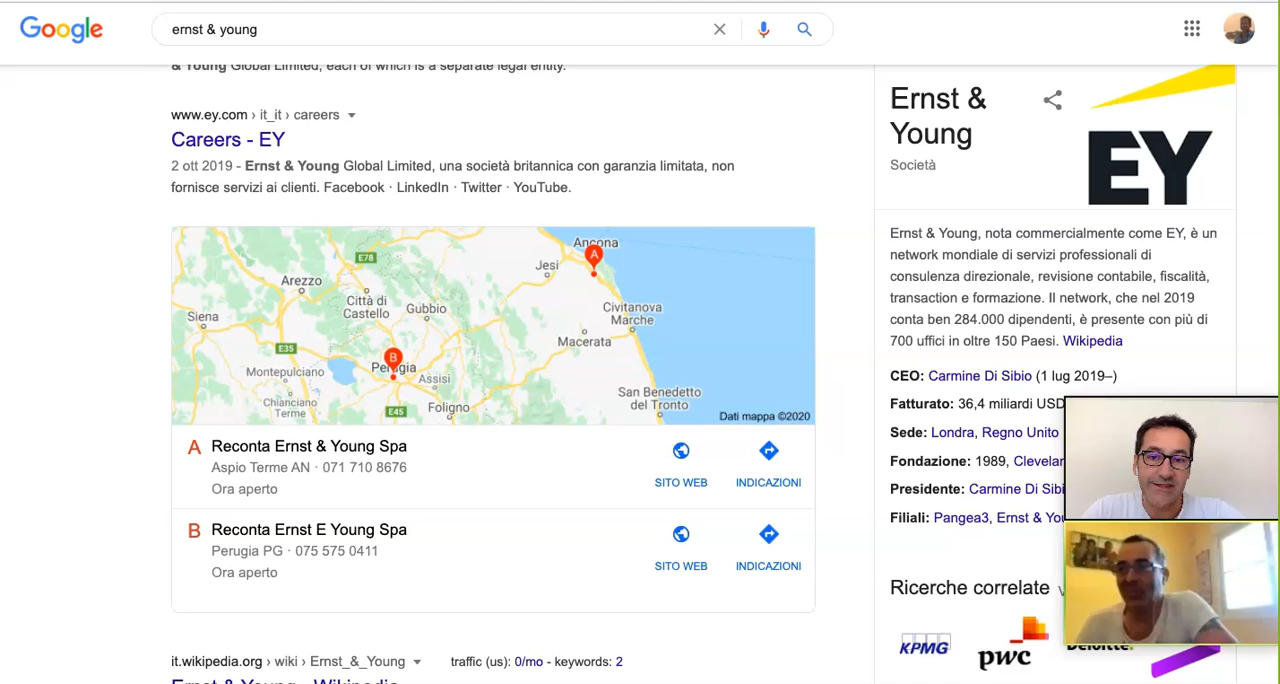 Google
ernst & young
& Young Global Limited, each of which is a separate legal entity.
www.ey.com › it_it › careers
Careers - EY
2 ott 2019 - Ernst & Young Global Limited, una società britannica con garanzia limitata, non
fornisce servizi ai clienti. Facebook · LinkedIn · Twitter · YouTube.
Ancona
A
E78
Jesi
Arezzo
Città di
Castello
Gubbio
Civitanova
Marche
Siena
E35
Macerata
B
Perugia
Montepulciano
Assisi
Chianciano
Terme
San Benedetto
del Tronto
E45
Foligno
Dati mappa ©2020
A Reconta Ernst & Young Spa
Aspio Terme AN · 071 710 8676
Ora aperto
SITO WEB
INDICAZIONI
B Reconta Ernst E Young Spa
Perugia PG · 075 575 0411
Ora aperto
SITO WEB
INDICAZIONI
it.wikipedia.org › wiki › Ernst_&_Young
traffic (us): 0/mo - keywords: 2
Ernst & Young - Wikipedia
Ernst &
Young
Società
EY
Ernst & Young, nota commercialmente come EY, è un
network mondiale di servizi professionali di
consulenza direzionale, revisione contabile, fiscalità,
transaction e formazione. Il network, che nel 2019
conta ben 284.000 dipendenti, è presente con più di
700 uffici in oltre 150 Paesi. Wikipedia
CEO: Carmine Di Sibio (1 lug 2019–)
Fatturato: 36,4 miliardi USD
Sede: Londra, Regno Unito
Fondazione: 1989, Clevelan
Presidente: Carmine Di Sibi
Filiali: Pangea3, Ernst & You
Ricerche correlate
KPMG
pwc
Deloitte.